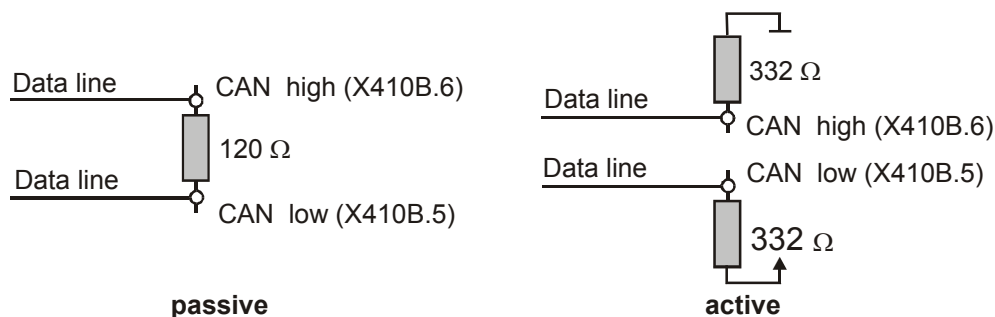 Data line
CAN high (X410B.6)
120 Ω
Data line
CAN low (X410B.5)
passive
332 Ω
Data line
CAN high (X410B.6)
Data line
CAN low (X410B.5)
332 Ω
active